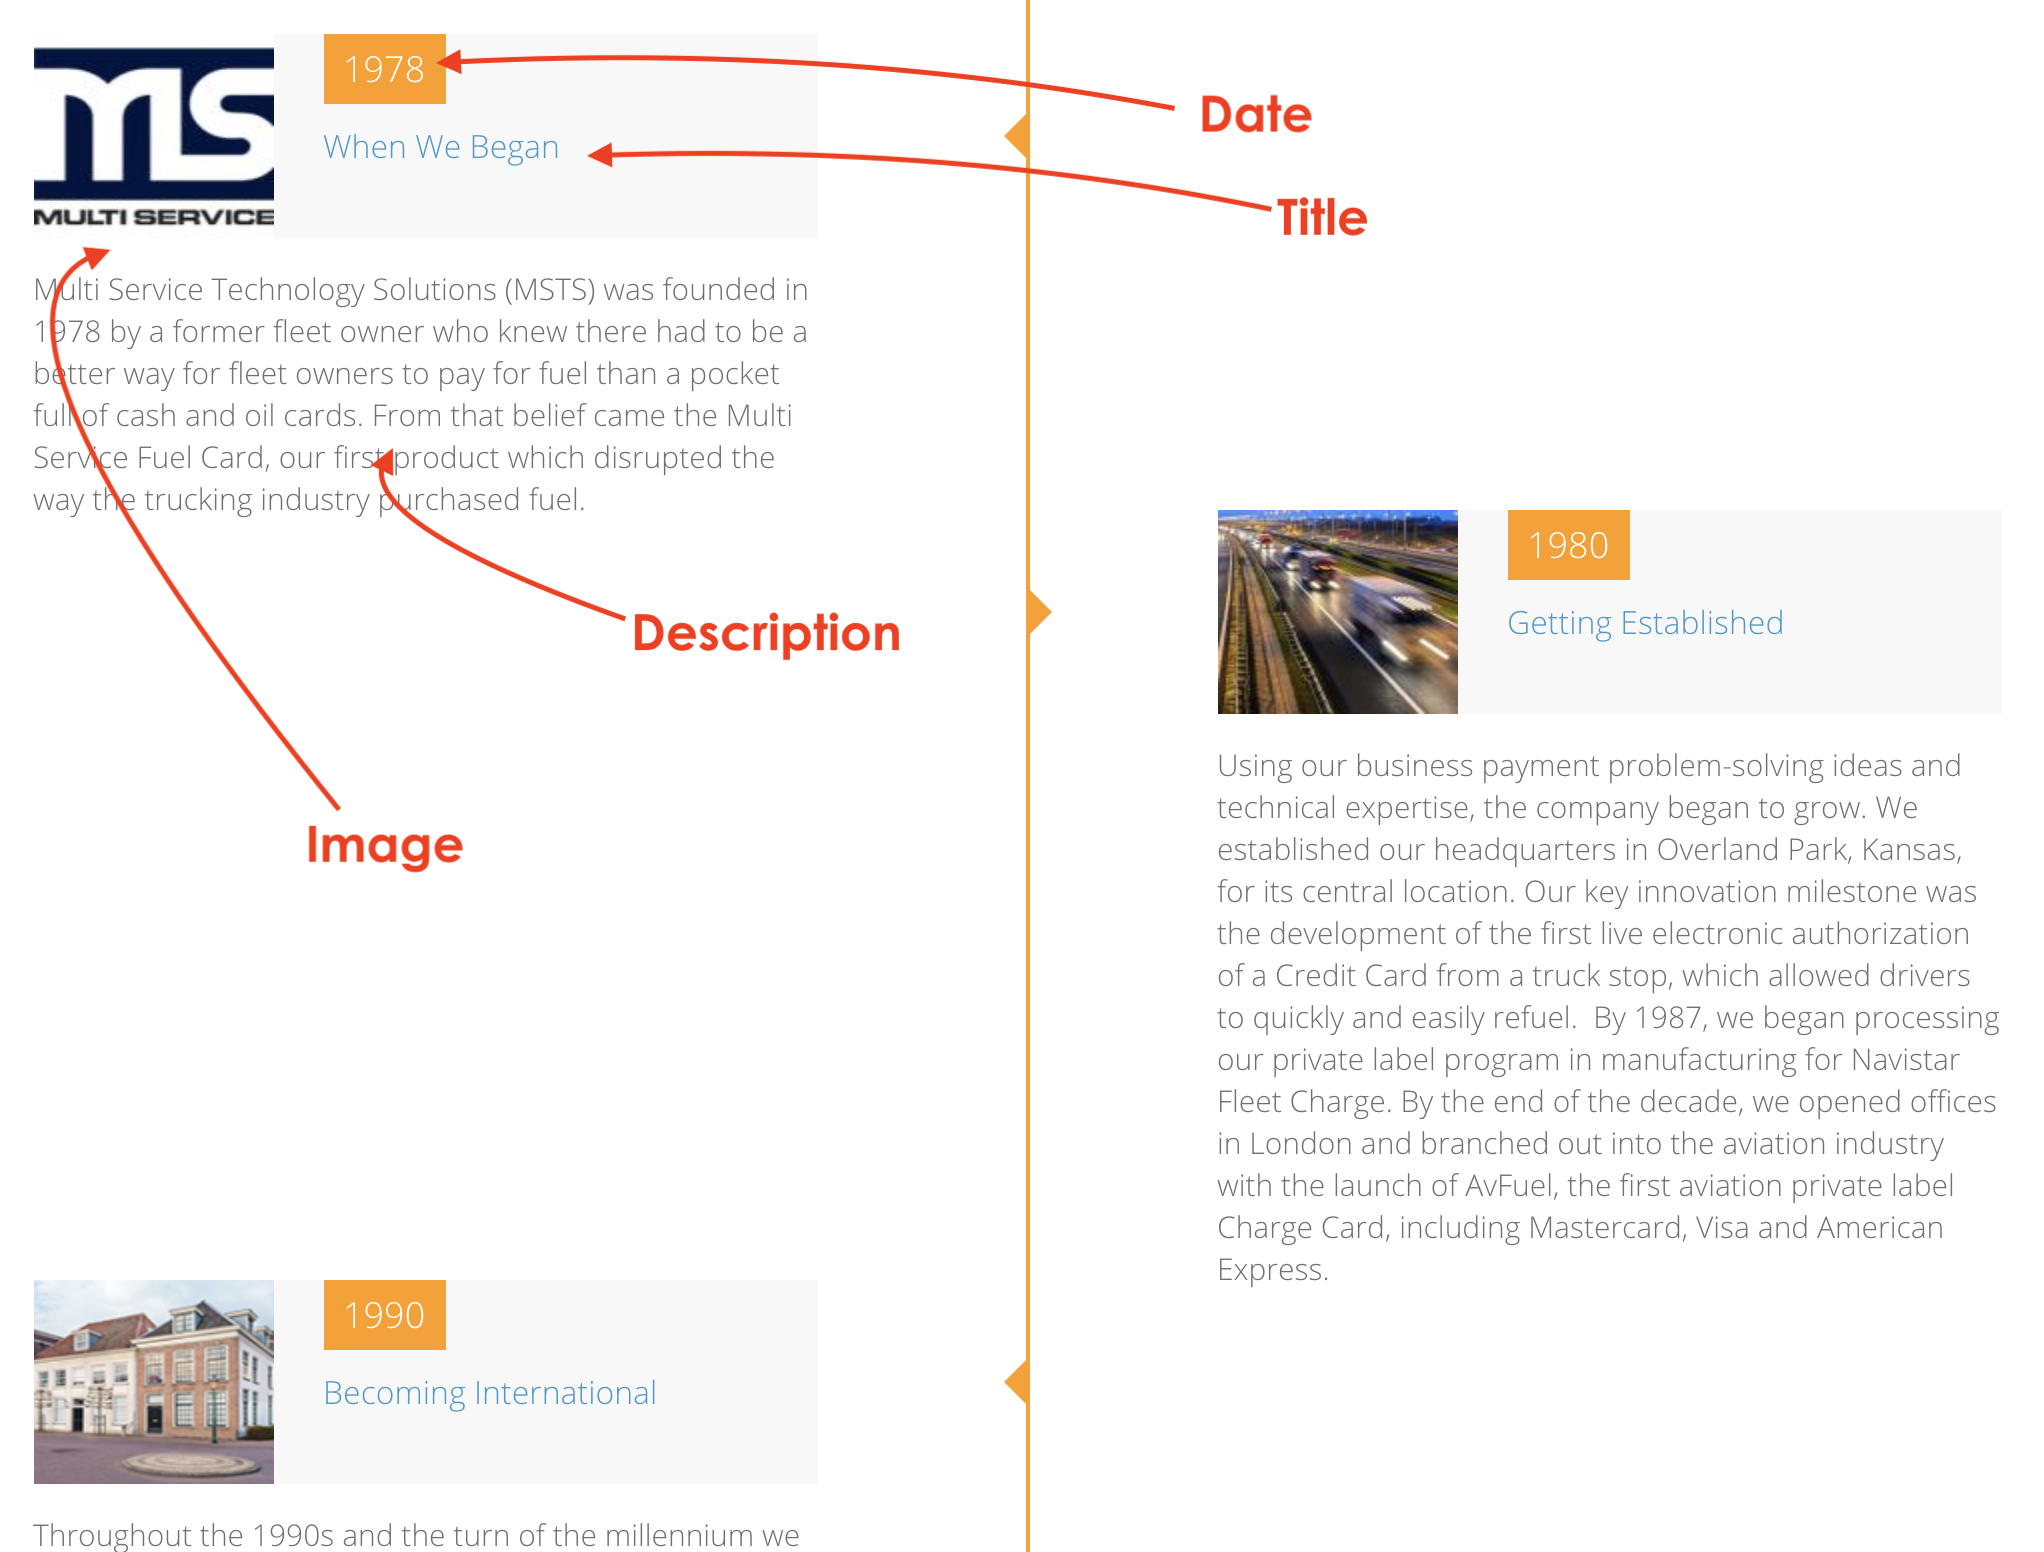 MS
MULTI SERVICE
1978
When We Began
Date
Title
Multi Service Technology Solutions (MSTS) was founded in
1978 by a former fleet owner who knew there had to be a
better way for fleet owners to pay for fuel than a pocket
full of cash and oil cards. From that belief came the Multi
Service Fuel Card, our first product which disrupted the
way the trucking industry purchased fuel.
Description
Image
1980
Getting Established
Using our business payment problem-solving ideas and
technical expertise, the company began to grow. We
established our headquarters in Overland Park, Kansas,
for its central location. Our key innovation milestone was
the development of the first live electronic authorization
of a Credit Card from a truck stop, which allowed drivers
to quickly and easily refuel.  By 1987, we began processing
our private label program in manufacturing for Navistar
Fleet Charge. By the end of the decade, we opened offices
in London and branched out into the aviation industry
with the launch of AvFuel, the first aviation private label
Charge Card, including Mastercard, Visa and American
Express.
1990
Becoming International
Throughout the 1990s and the turn of the millennium we